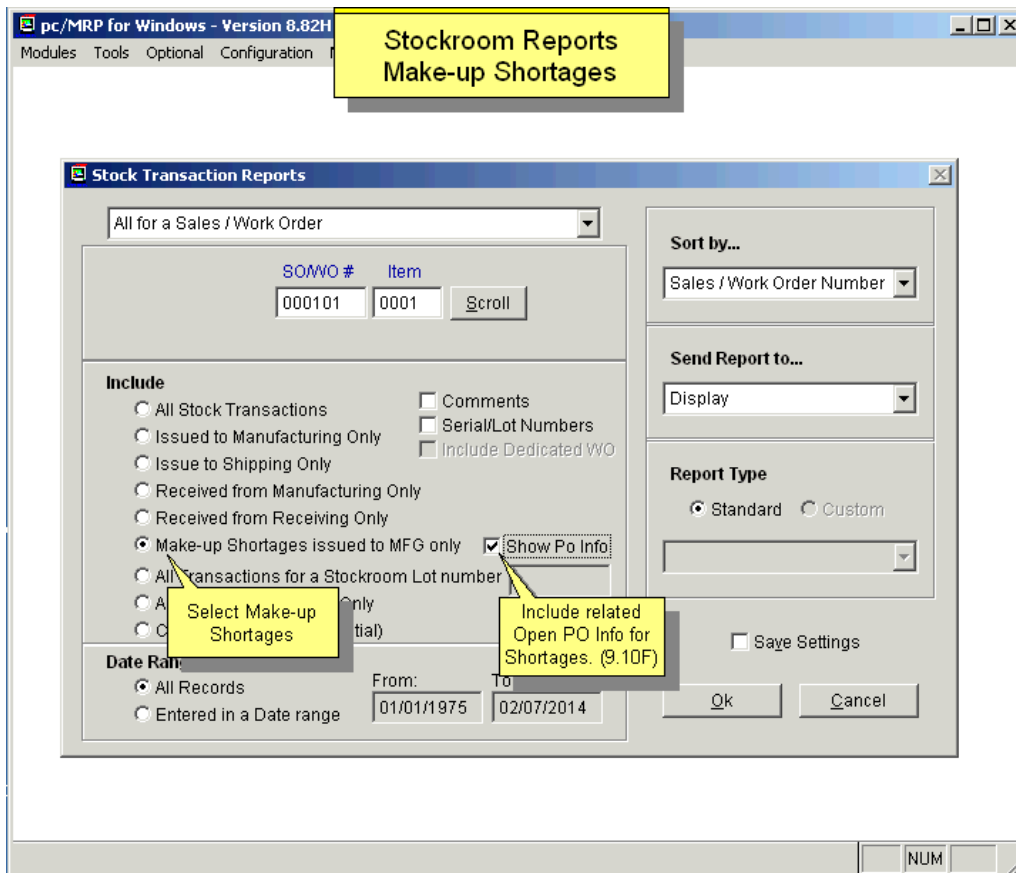 pc/MRP for Windows - Version 8.82H
Stockroom Reports
Make-up Shortages
Modules Tools Optional Configuration
Stock Transaction Reports
All for a Sales / Work Order
SO/WO # Item
000101 0001 Scroll
Sort by...
Sales / Work Order Number
Send Report to...
Display
Report Type
Standard Custom
Include
All Stock Transactions
Issued to Manufacturing Only
Issue to Shipping Only
Received from Manufacturing Only
Received from Receiving Only
Make-up Shortages issued to MFG only Show Po Info
All Transactions for a Stockroom Lot number
Comments
Serial/Lot Numbers
Include Dedicated WO
Select Make-up
Shortages
Include related
Open PO Info for
Shortages. (9.10F)
Date
All Records
Entered in a Date range
From: To
01/01/1975 02/07/2014
Save Settings
Ok Cancel
NUM